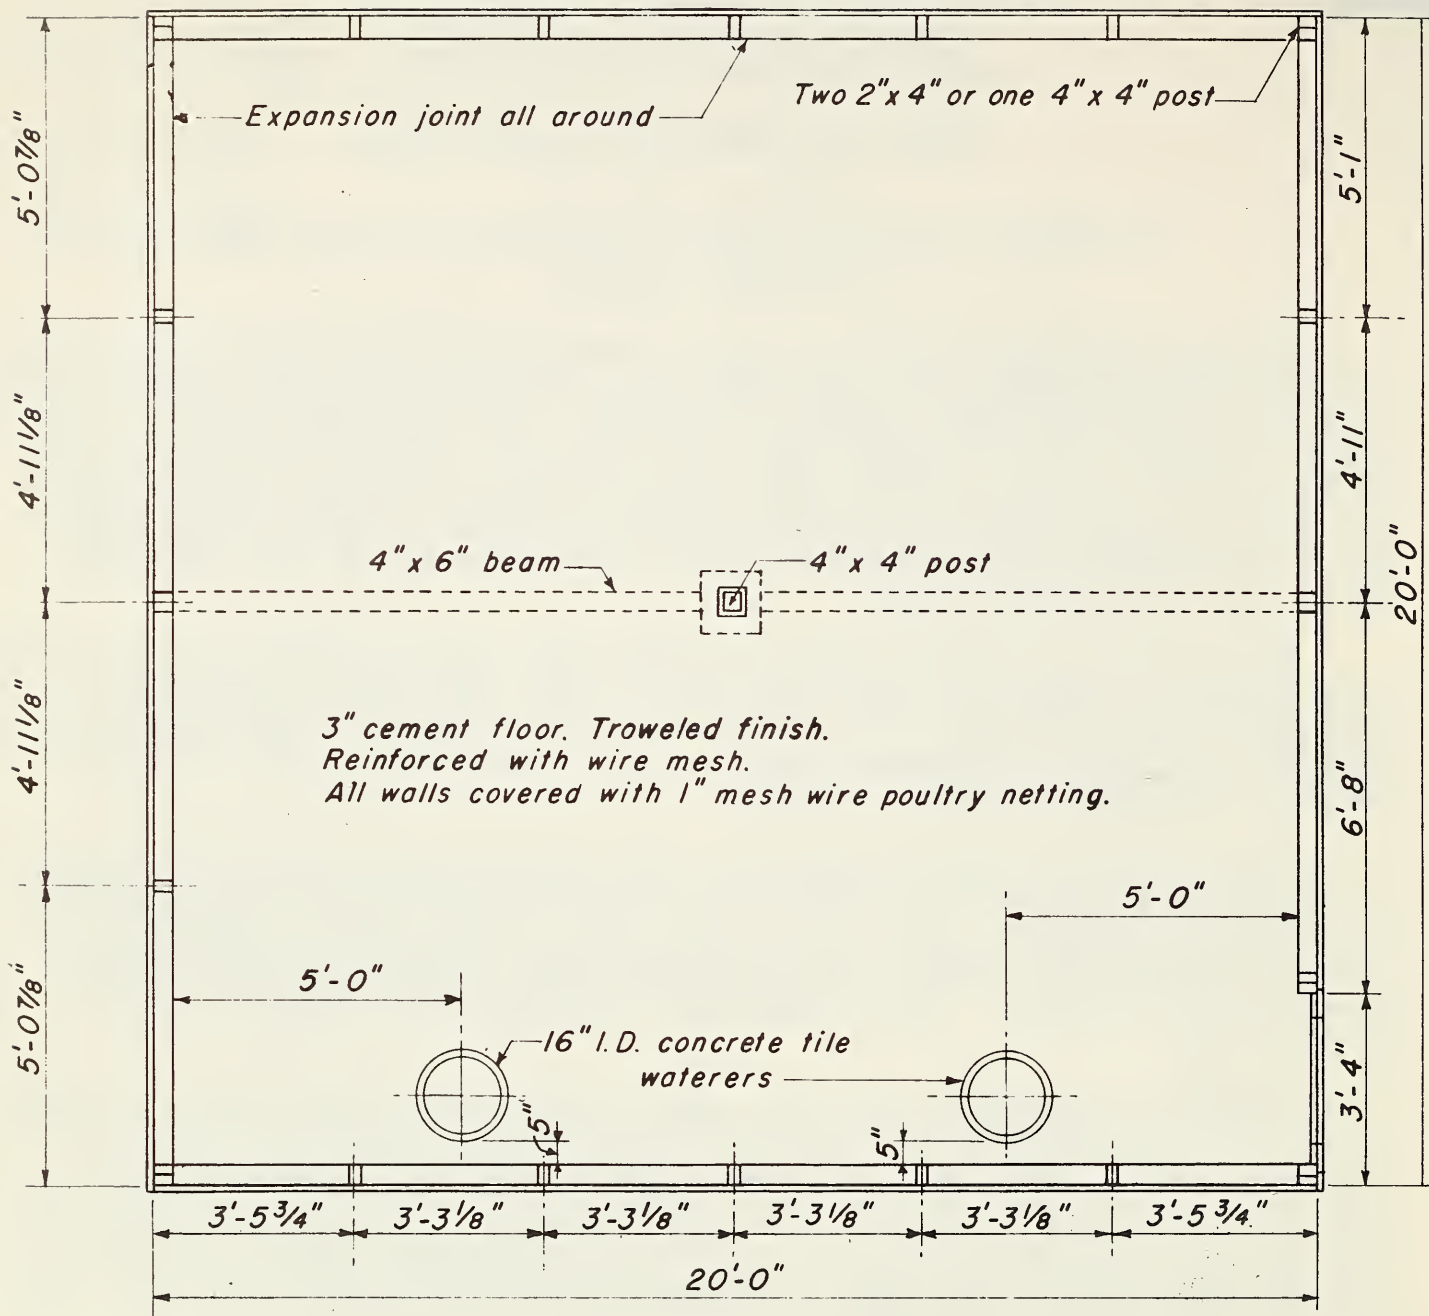 Two 2"x 4" or one 4"x 4" post
Expansion joint all around
5'-0 7/8"
5'-1"
4'-11 1/8"
4'-11"
20'-0"
4"x 6" beam
4"x 4" post
4'-11 1/8"
3" cement floor. Troweled finish.
Reinforced with wire mesh.
All walls covered with 1" mesh wire poultry netting.
6'-8"
5'-0"
5'-0"
5'-0 7/8"
16" I.D. concrete tile
waterers
3'-4"
5"
5"
3'-5 3/4"
3'-3 1/8"
3'-3 1/8"
3'-3 1/8"
3'-3 1/8"
3'-5 3/4"
20'-0"